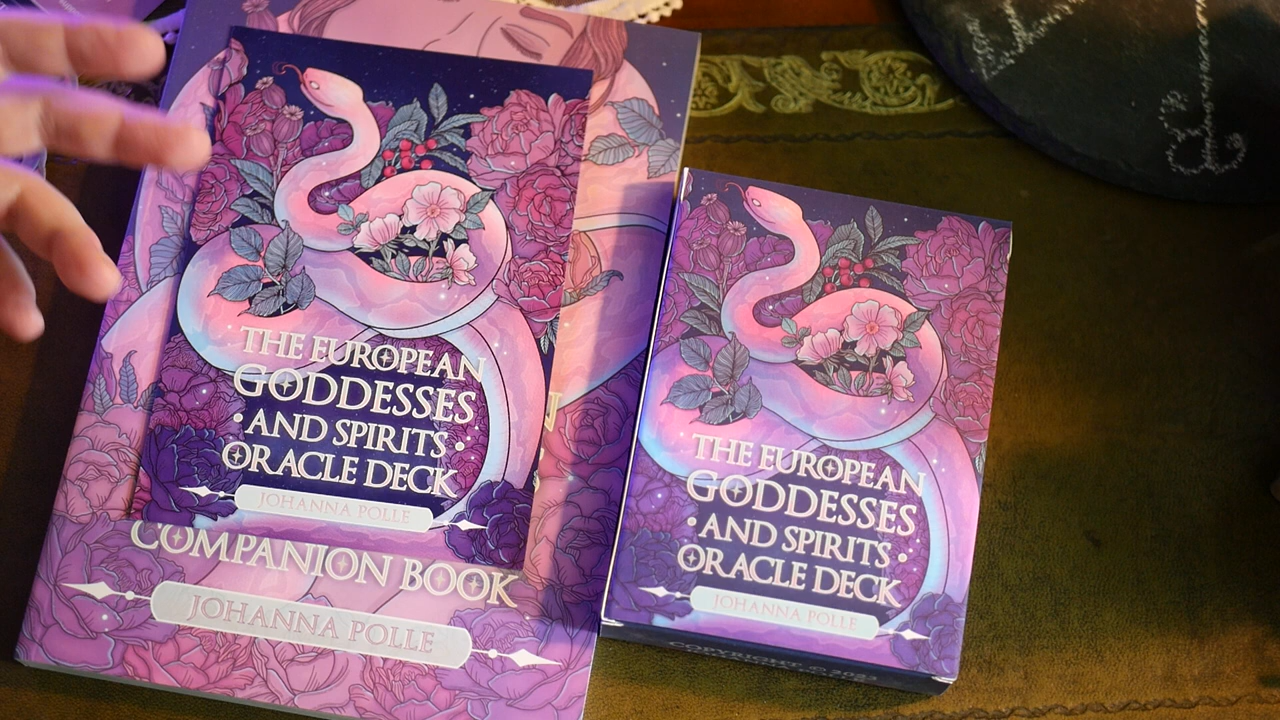 THE EUROPEAN
GODDESSES
• AND SPIRITS •
ORACLE DECK
JOHANNA POLLE
COMPANION BOOK
JOHANNA POLLE
THE EUROPEAN
GODDESSES
• AND SPIRITS •
ORACLE DECK
JOHANNA POLLE
COPYRIGHT ©